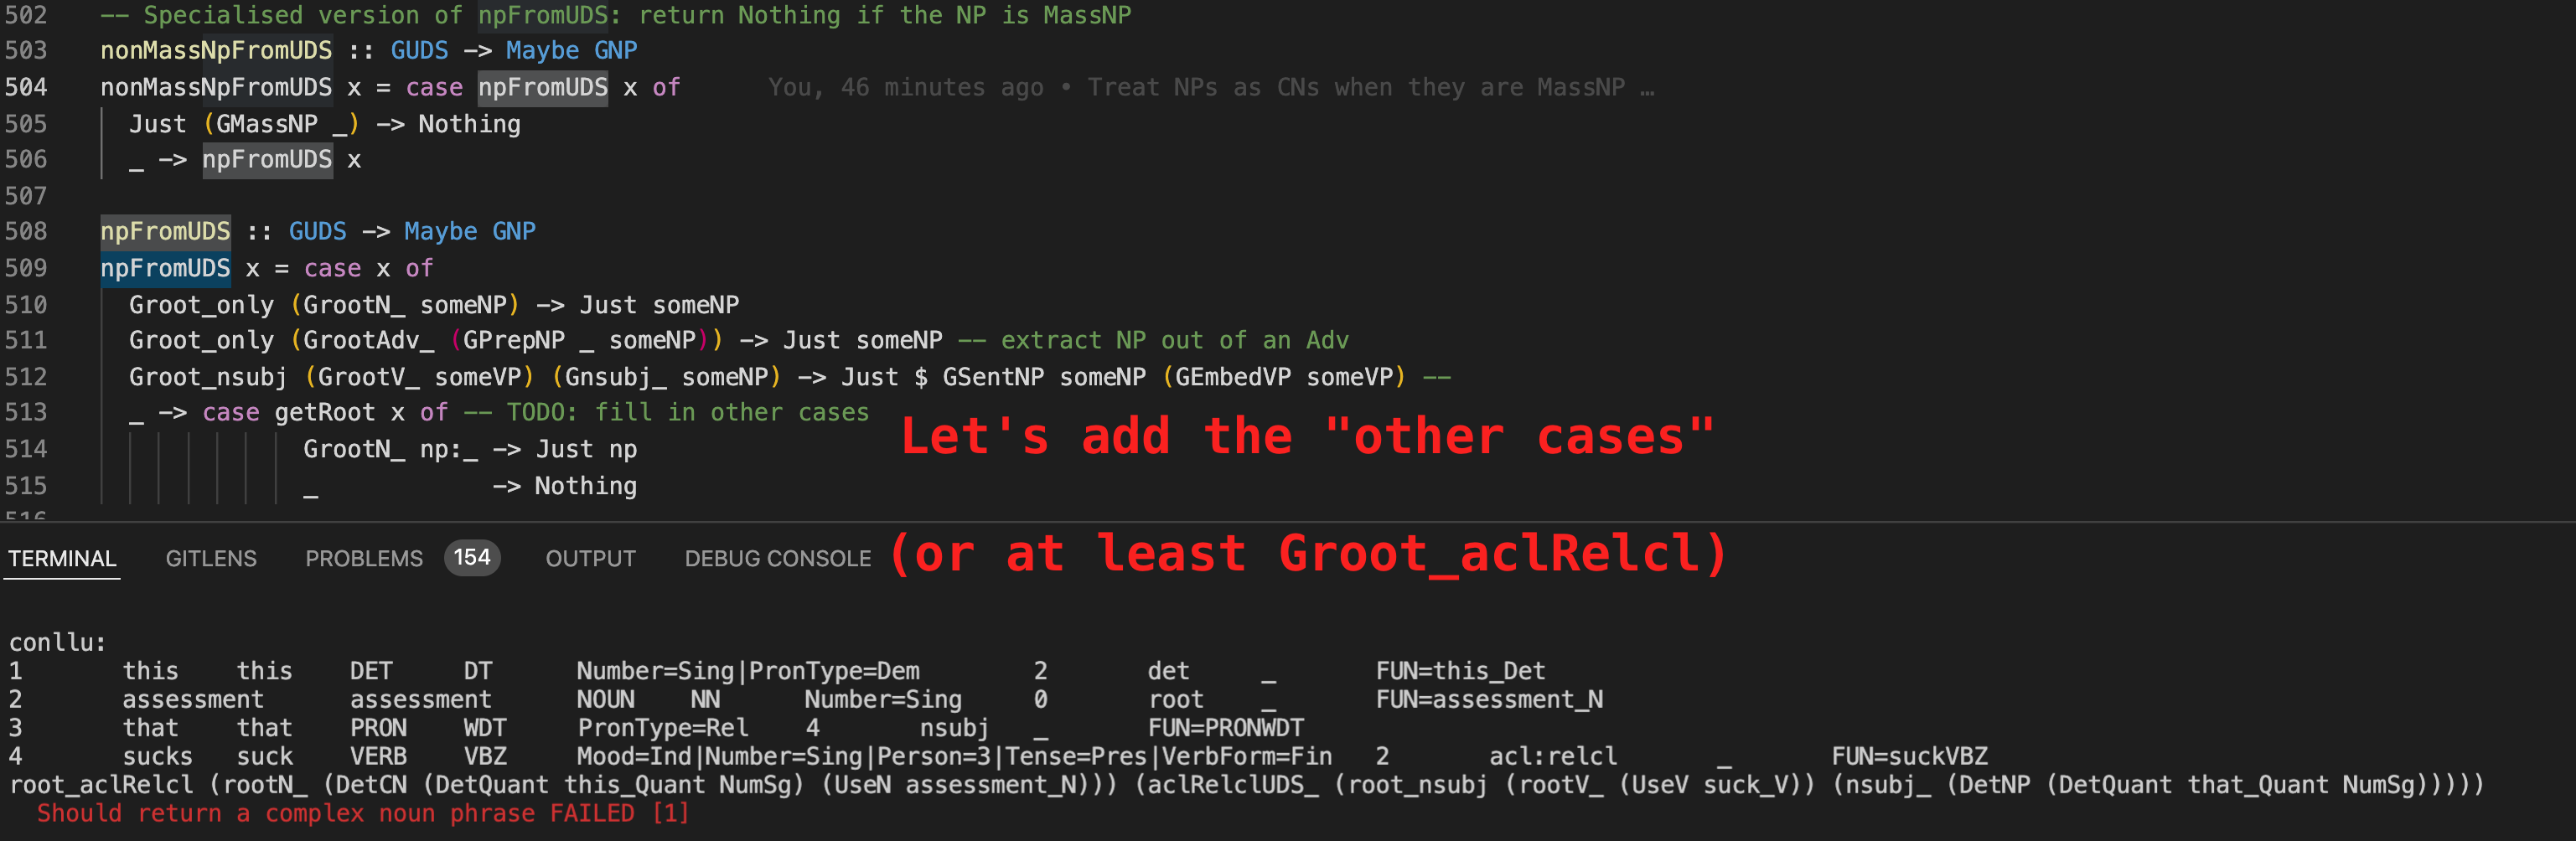 502 -- Specialised version of npFromUDS: return Nothing if the NP is MassNP
503 nonMassNpFromUDS :: GUDS -> Maybe GNP
504 nonMassNpFromUDS x = case npFromUDS x of You, 46 minutes ago • Treat NPs as CNs when they are MassNP …
505 Just (GMassNP _) -> Nothing
506 _ -> npFromUDS x
507
508 npFromUDS :: GUDS -> Maybe GNP
509 npFromUDS x = case x of
510 Groot_only (GrootN_ someNP) -> Just someNP
511 Groot_only (GrootAdv_ (GPrepNP _ someNP)) -> Just someNP -- extract NP out of an Adv
512 Groot_nsubj (GrootV_ someVP) (Gnsubj_ someNP) -> Just $ GSentNP someNP (GEmbedVP someVP) --
513 _ -> case getRoot x of -- TODO: fill in other cases
Let's add the "other cases"
514 GrootN_ np:_ -> Just np
515 _ -> Nothing
516
(or at least Groot_aclRelcl)
TERMINAL GITLENS PROBLEMS 154 OUTPUT DEBUG CONSOLE
conllu:
1 this this DET DT Number=Sing|PronType=Dem 2 det _ FUN=this_Det
2 assessment assessment NOUN NN Number=Sing 0 root _ FUN=assessment_N
3 that that PRON WDT PronType=Rel 4 nsubj _ FUN=PRONWDT
4 sucks suck VERB VBZ Mood=Ind|Number=Sing|Person=3|Tense=Pres|VerbForm=Fin 2 acl:relcl _ FUN=suckVBZ
root_aclRelcl (rootN_ (DetCN (DetQuant this_Quant NumSg) (UseN assessment_N))) (aclRelclUDS_ (root_nsubj (rootV_ (UseV suck_V)) (nsubj_ (DetNP (DetQuant that_Quant NumSg)))))
Should return a complex noun phrase FAILED [1]